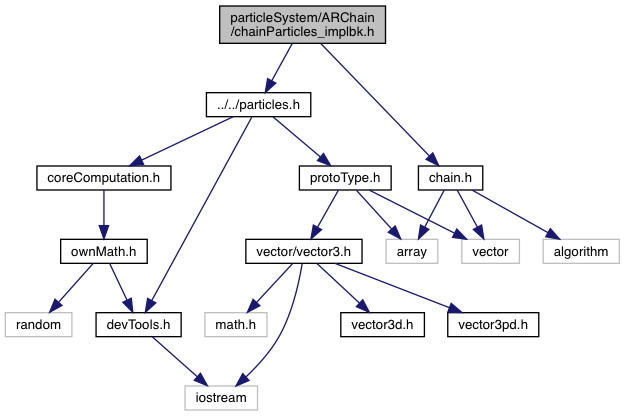 particleSystem/ARChain
/chainParticles_implbk.h
../../particles.h
coreComputation.h
protoType.h
chain.h
ownMath.h
vector/vector3.h
array
vector
algorithm
random
devTools.h
math.h
vector3d.h
vector3pd.h
iostream